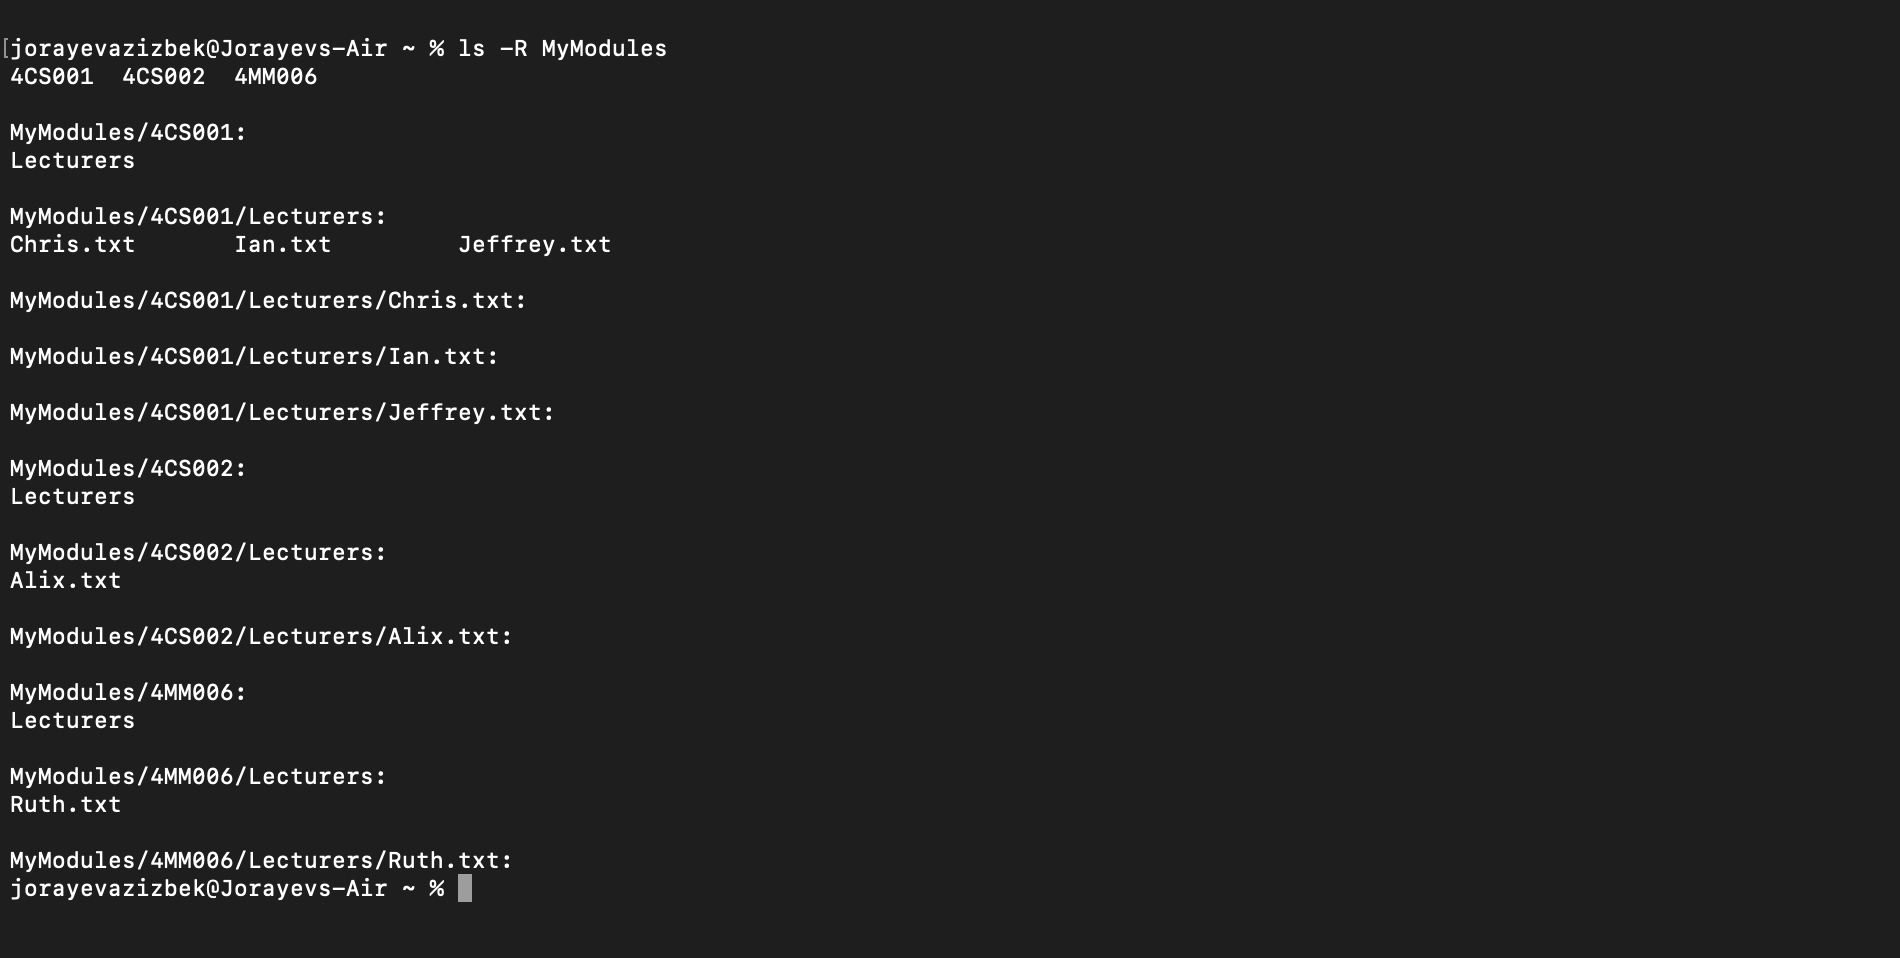 [jorayevazizbek@Jorayevs-Air ~ % ls -R MyModules
4CS001  4CS002  4MM006
MyModules/4CS001:
Lecturers
MyModules/4CS001/Lecturers:
Chris.txt       Ian.txt         Jeffrey.txt
MyModules/4CS001/Lecturers/Chris.txt:
MyModules/4CS001/Lecturers/Ian.txt:
MyModules/4CS001/Lecturers/Jeffrey.txt:
MyModules/4CS002:
Lecturers
MyModules/4CS002/Lecturers:
Alix.txt
MyModules/4CS002/Lecturers/Alix.txt:
MyModules/4MM006:
Lecturers
MyModules/4MM006/Lecturers:
Ruth.txt
MyModules/4MM006/Lecturers/Ruth.txt:
jorayevazizbek@Jorayevs-Air ~ %